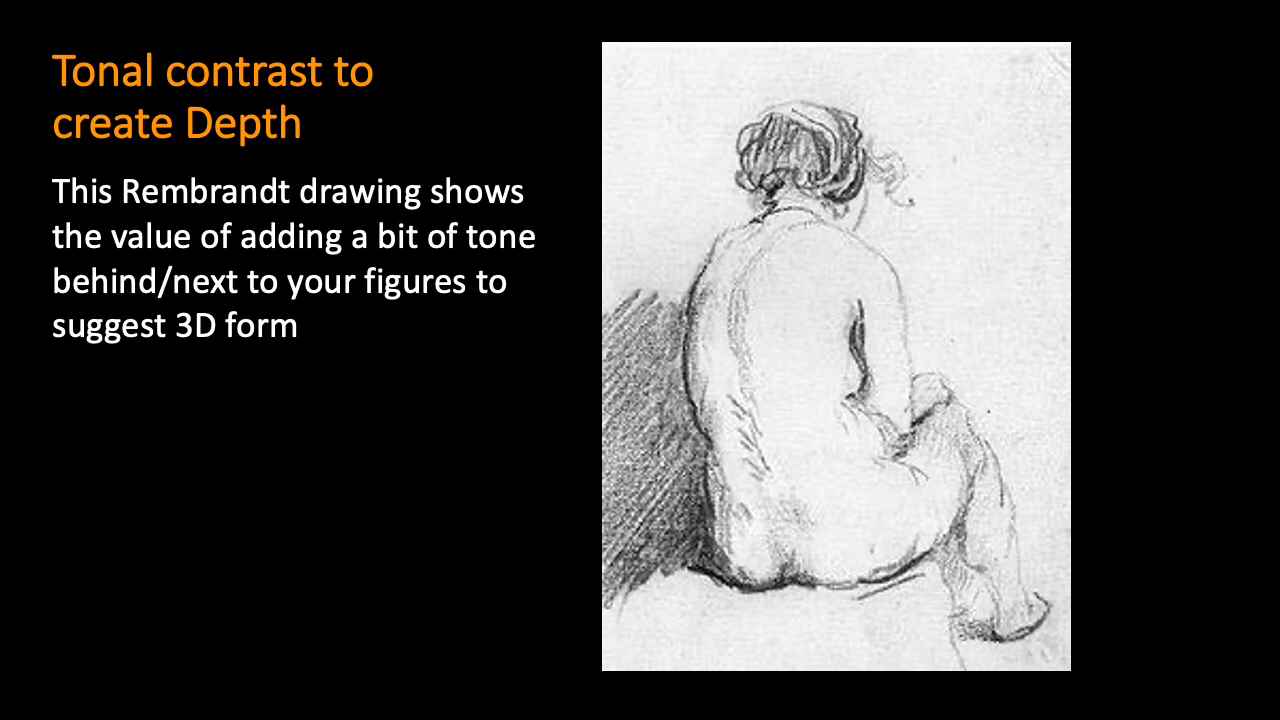 Tonal contrast to
create Depth
This Rembrandt drawing shows
the value of adding a bit of tone
behind/next to your figures to
suggest 3D form